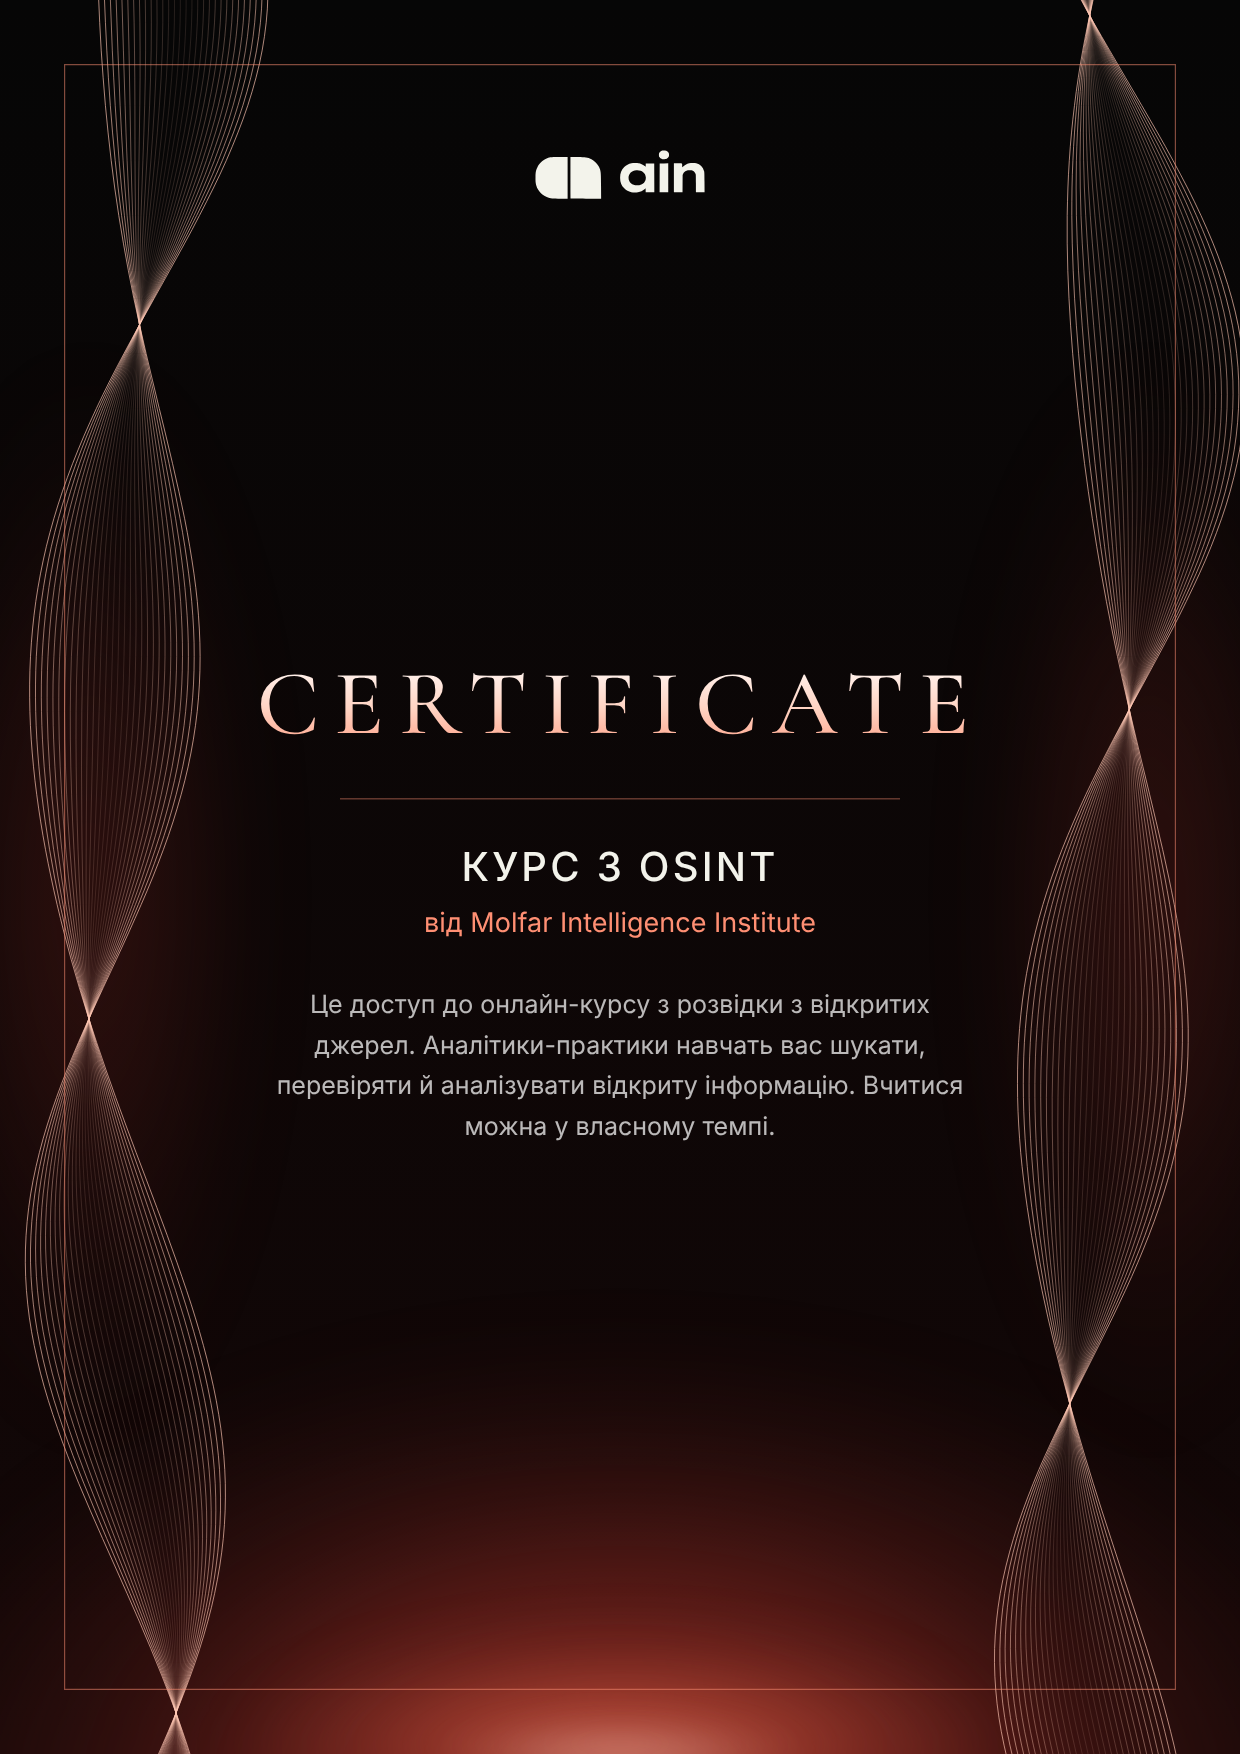 ain
CERTIFICATE
КУРС З OSINT
від Molfar Intelligence Institute
Це доступ до онлайн-курсу з розвідки з відкритих
джерел. Аналітики-практики навчать вас шукати,
перевіряти й аналізувати відкриту інформацію. Вчитися
можна у власному темпі.